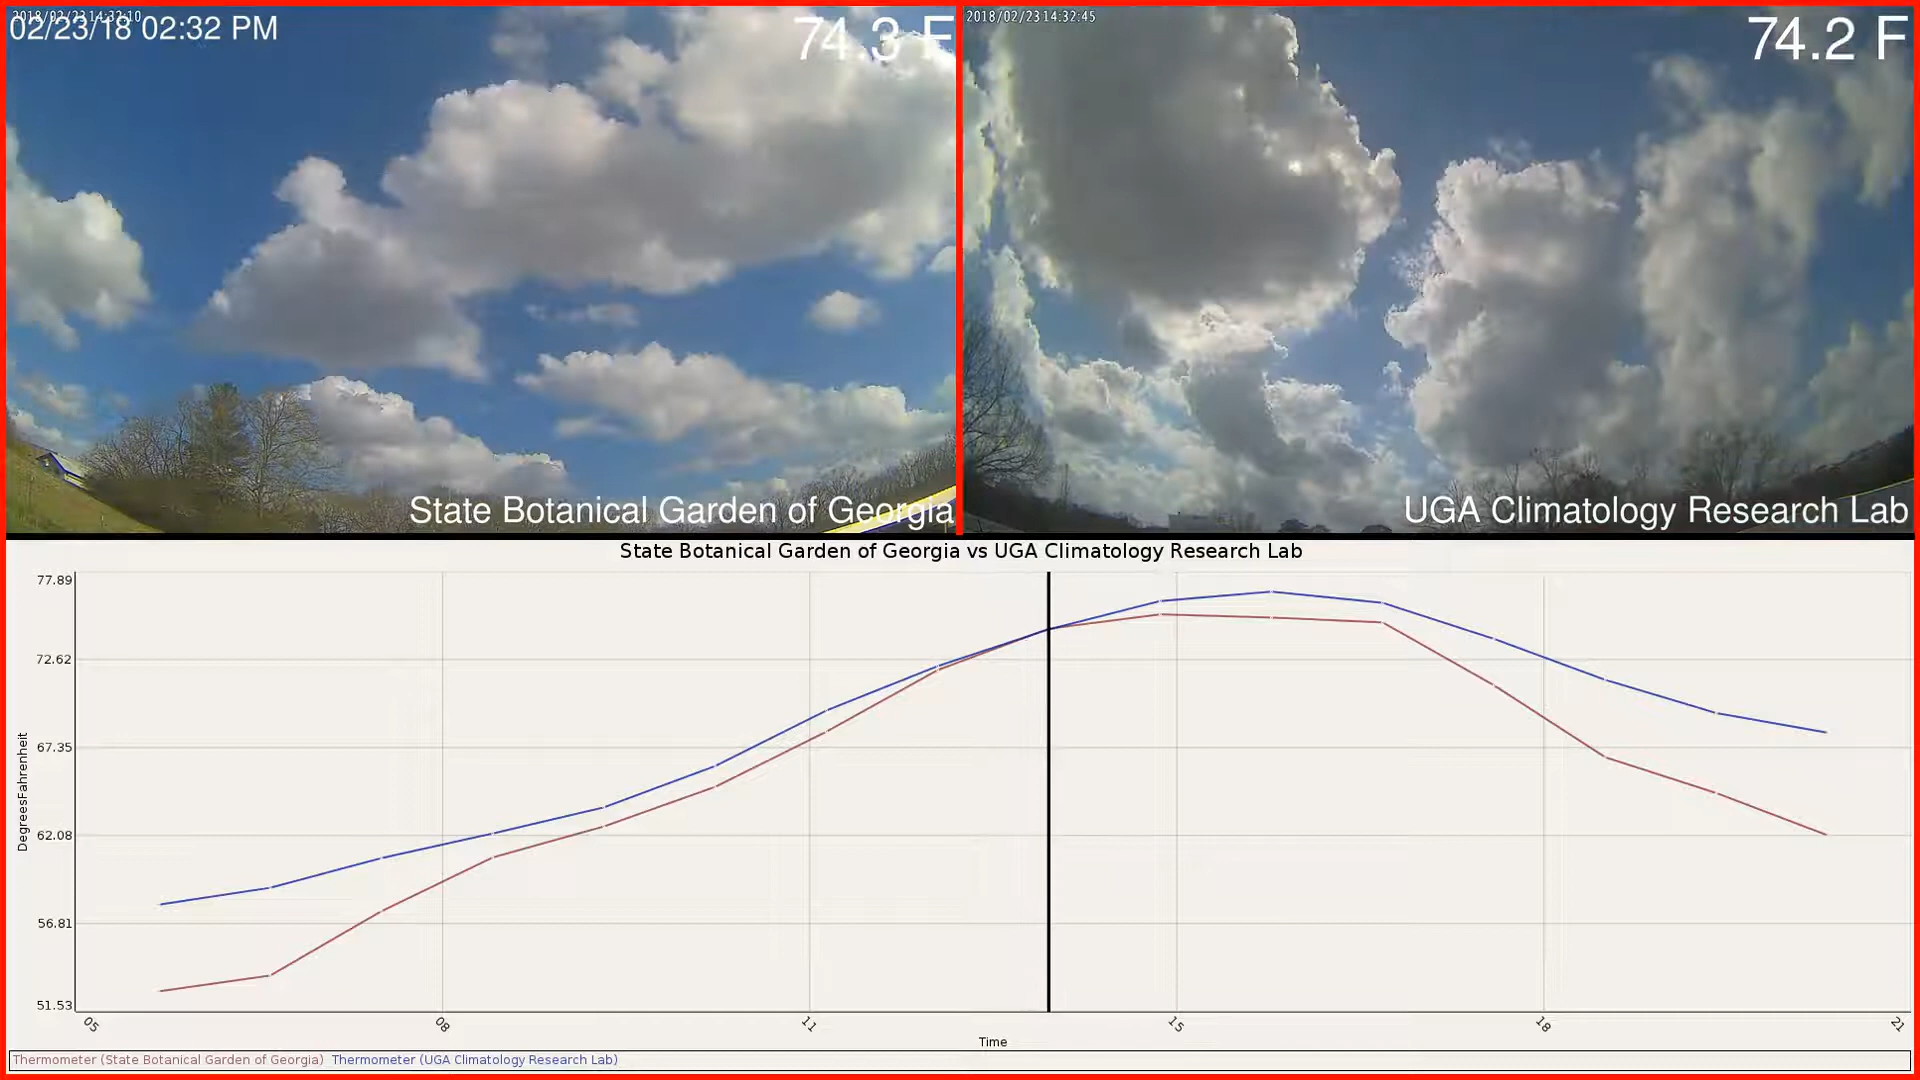 2018/02/23 14:32:10
02/23/18 02:32 PM
74.3 F
State Botanical Garden of Georgia
2018/02/23 14:32:45
74.2 F
UGA Climatology Research Lab
State Botanical Garden of Georgia vs UGA Climatology Research Lab
77.89
72.62
67.35
62.08
56.81
51.53
DegreesFahrenheit
05
08
11
15
18
21
Time
Thermometer (State Botanical Garden of Georgia) Thermometer (UGA Climatology Research Lab)